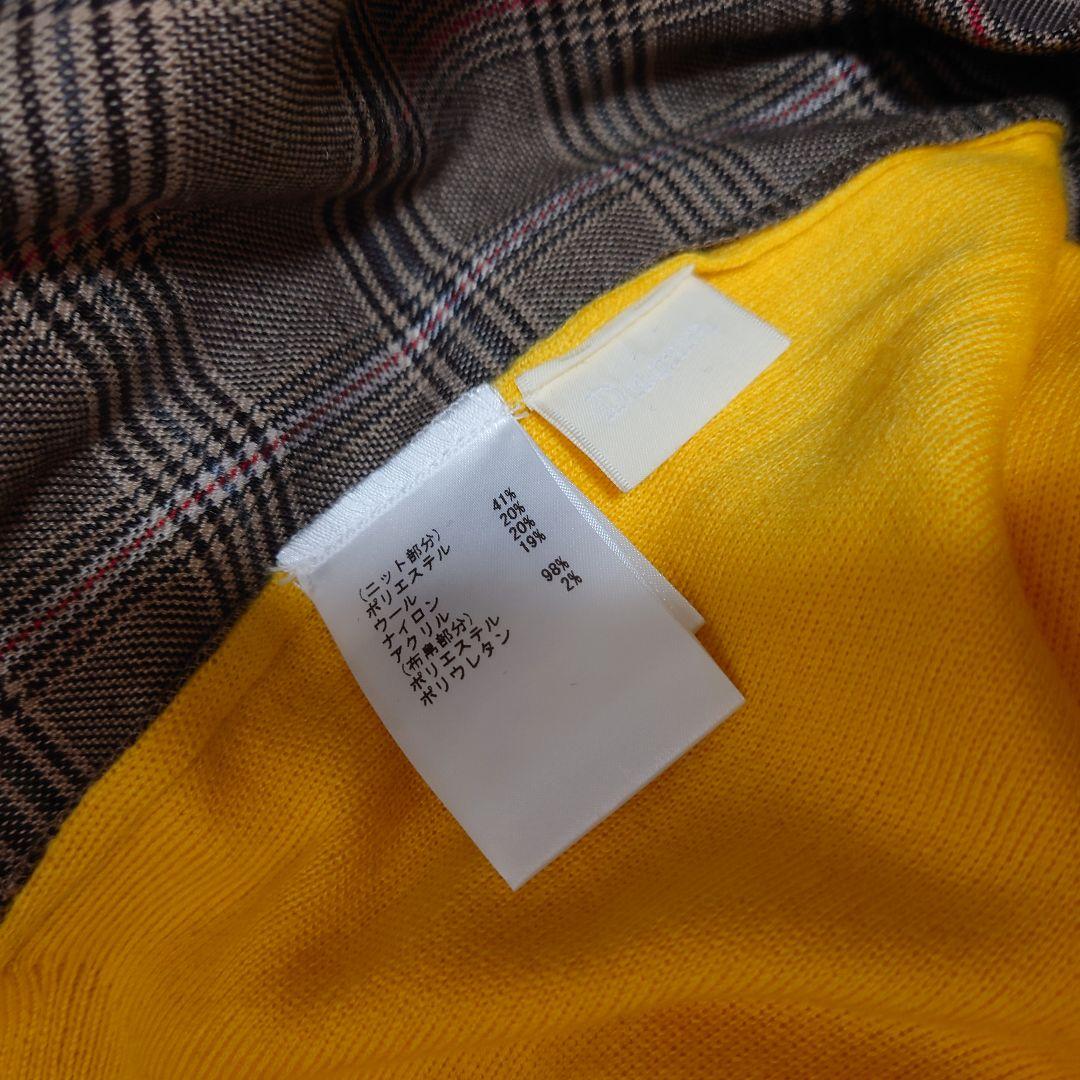 (ニット部分)
ポリエステル 41%
ウール 20%
ナイロン 20%
アクリル 19%
(布帛部分)
ポリエステル 98%
ポリウレタン 2%